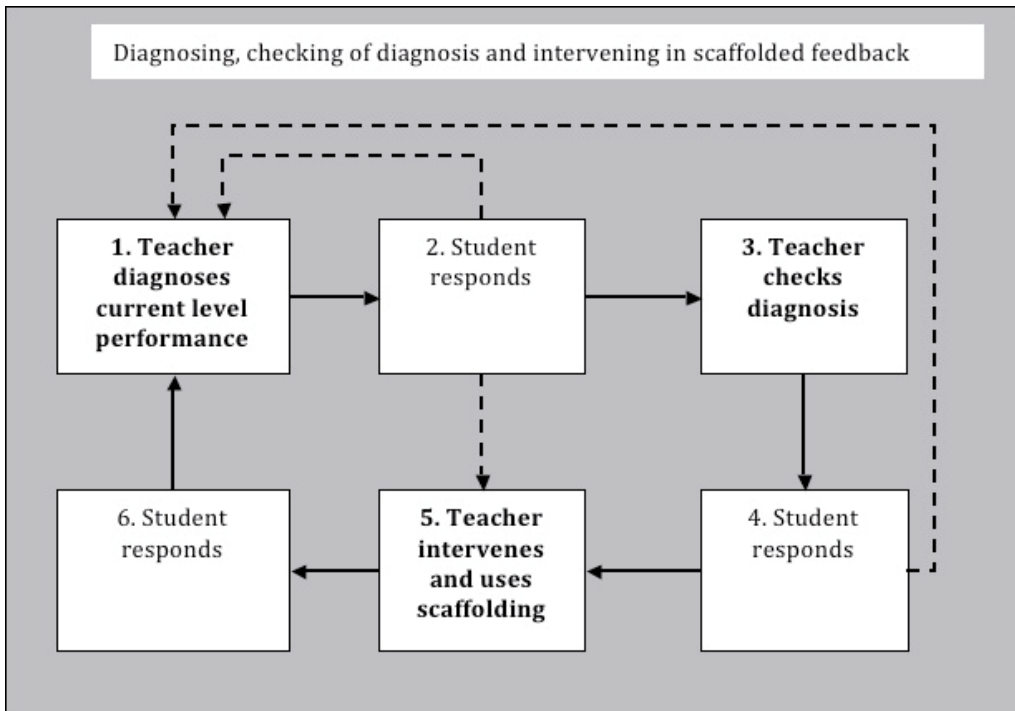 Diagnosing, checking of diagnosis and intervening in scaffolded feedback
1. Teacher
diagnoses
current level
performance
2. Student
responds
3. Teacher
checks
diagnosis
4. Student
responds
5. Teacher
intervenes
and uses
scaffolding
6. Student
responds